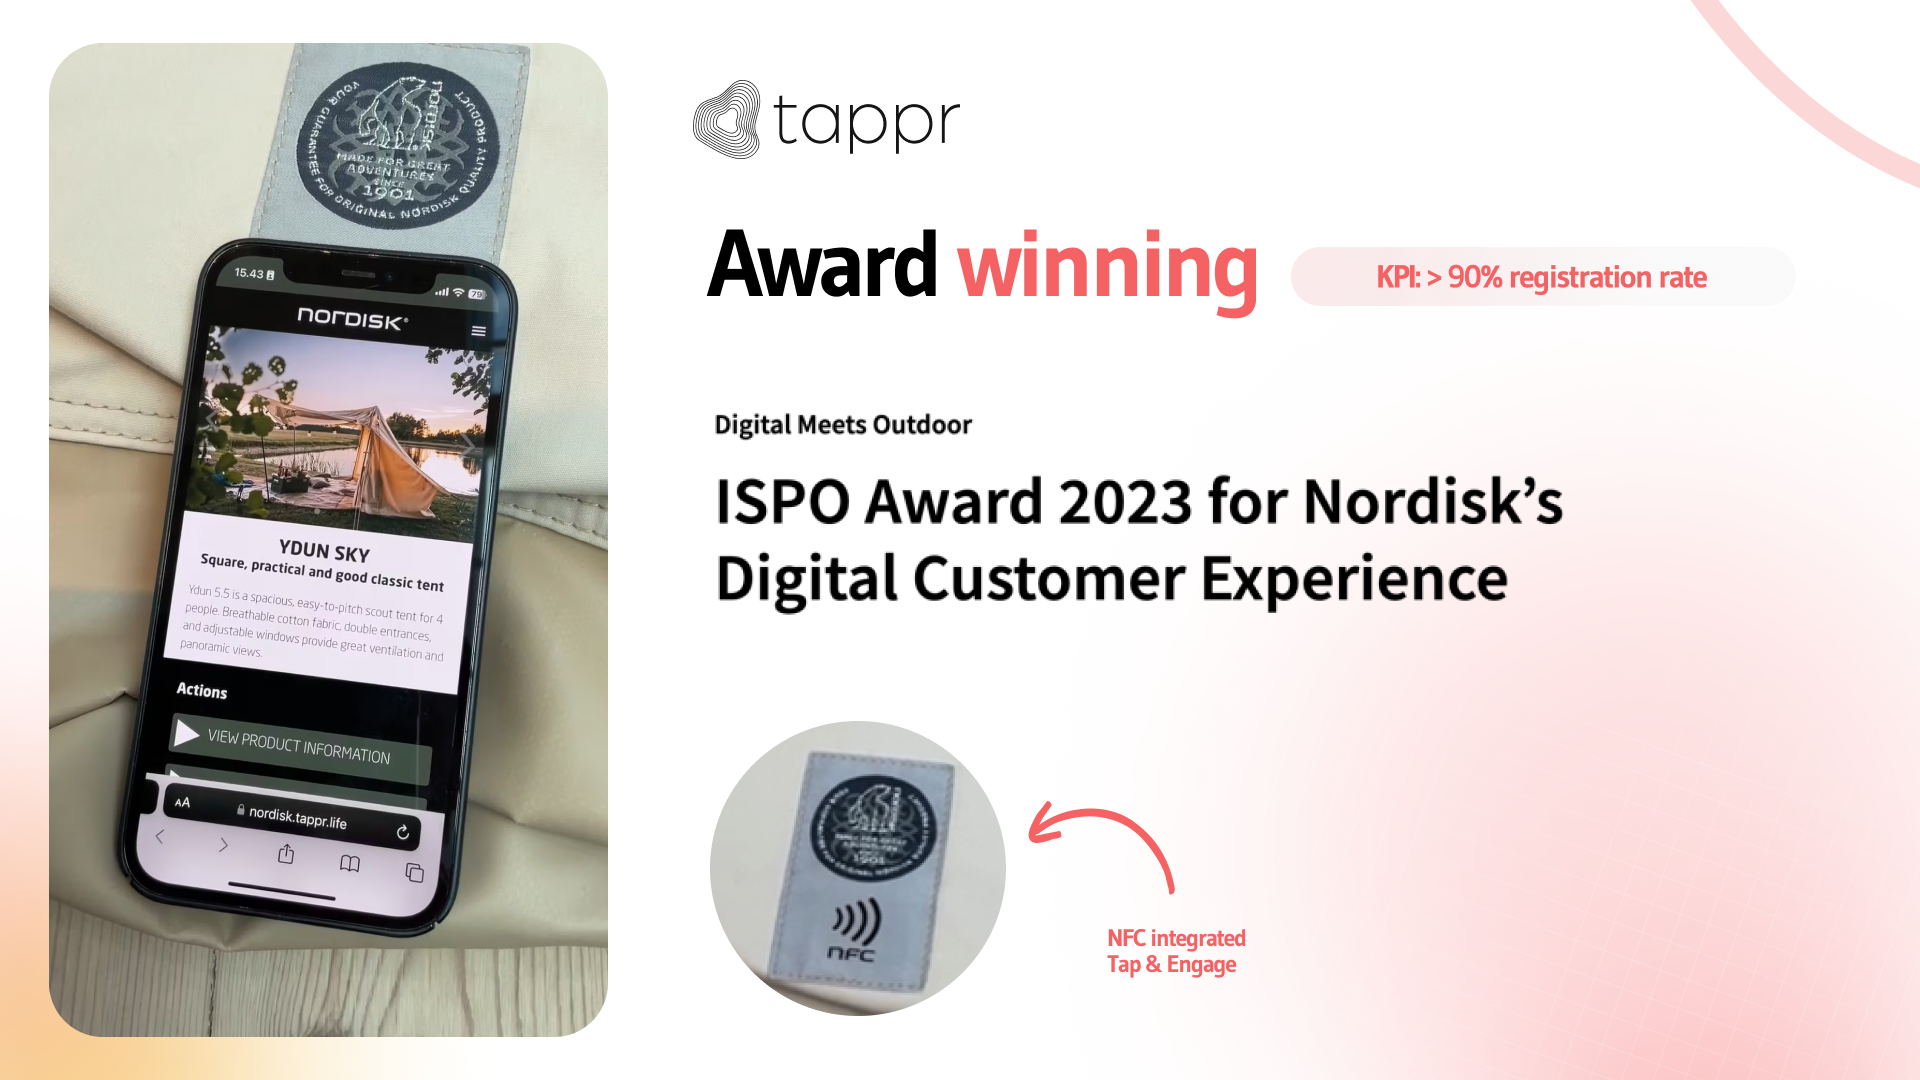 YOUR GUARANTEE FOR ORIGINAL NORDISK QUALITY PRODUCT
NORDISK
MADE FOR GREAT
ADVENTURES
SINCE
1901
15.43
79
NORDISK®
YDUN SKY
Square, practical and good classic tent
Ydun 5.5 is a spacious, easy-to-pitch scout tent for 4
people. Breathable cotton fabric, double entrances,
and adjustable windows provide great ventilation and
panoramic views.
Actions
VIEW PRODUCT INFORMATION
AA
nordisk.tappr.life
tappr
Award winning
KPI: > 90% registration rate
Digital Meets Outdoor
ISPO Award 2023 for Nordisk’s
Digital Customer Experience
1901
NFC
NFC integrated
Tap & Engage